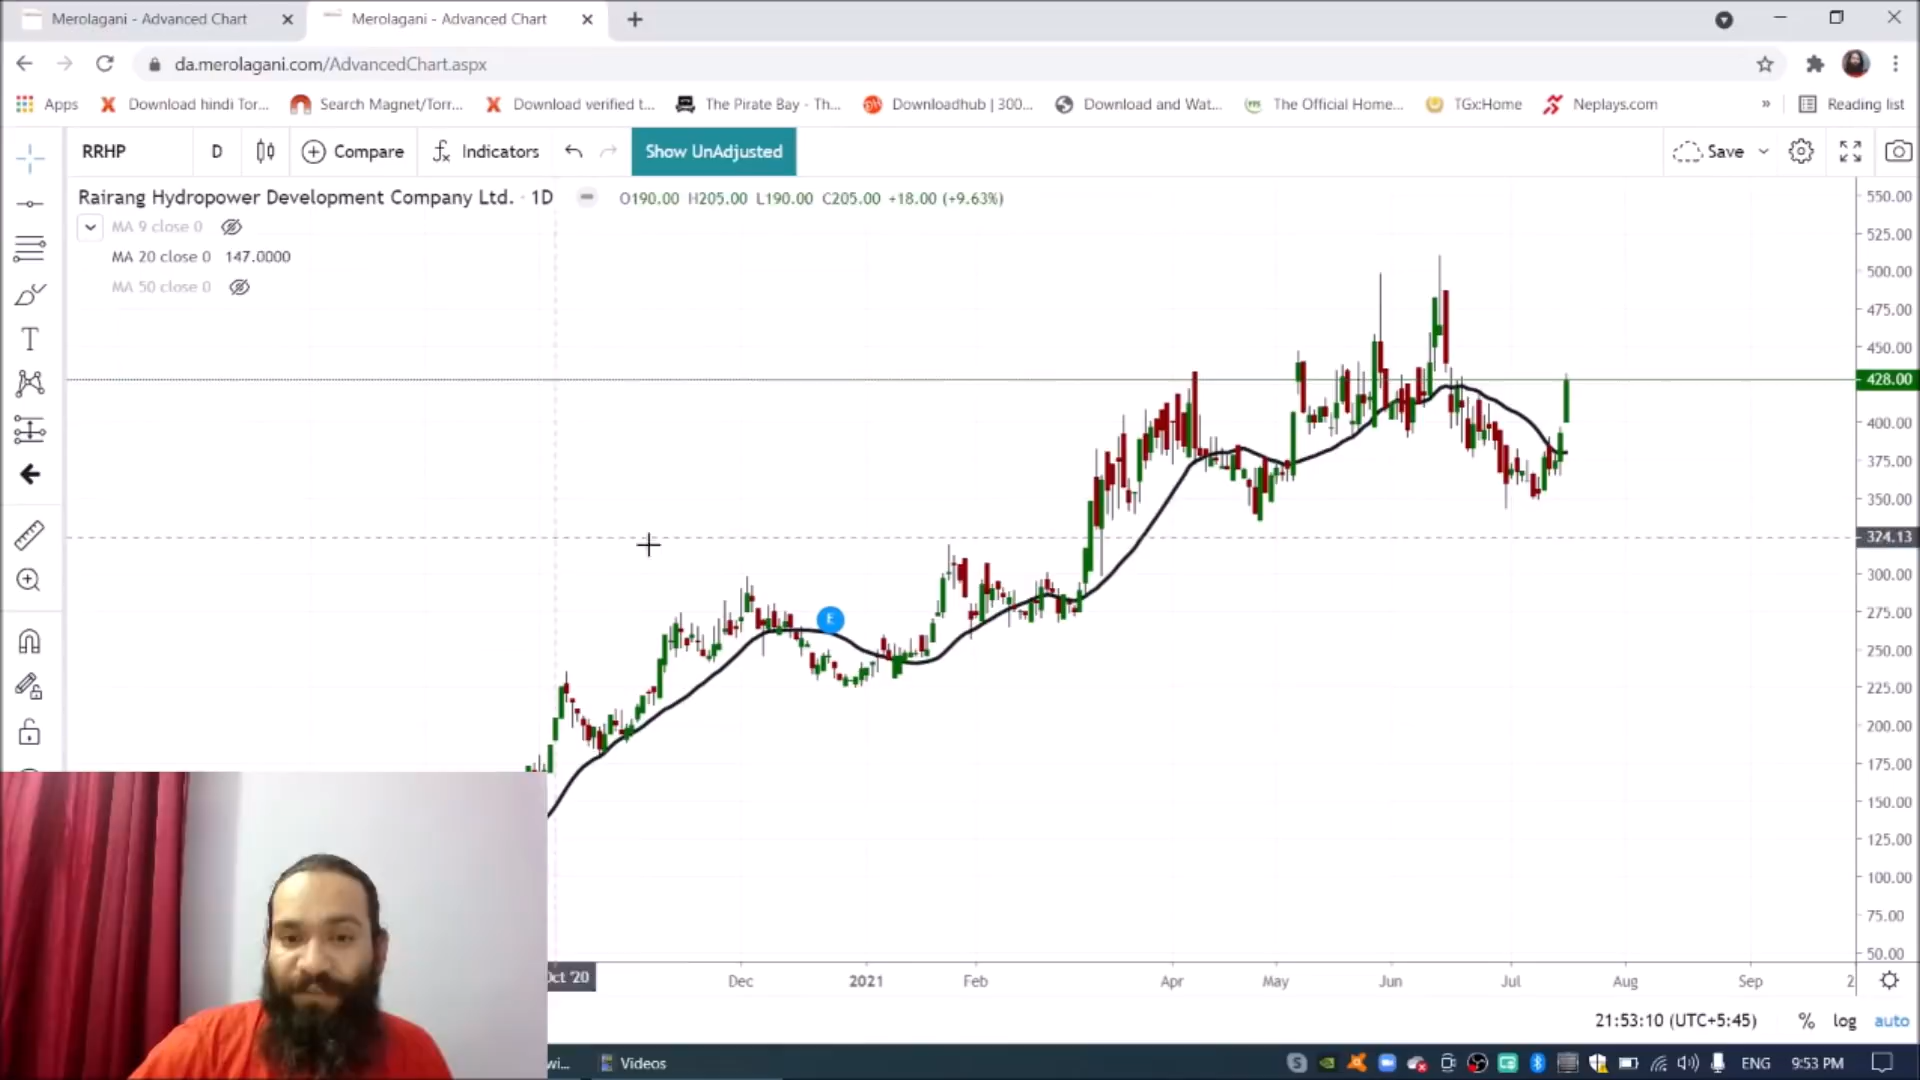 Merolagani - Advanced Chart
Merolagani - Advanced Chart
da.merolagani.com/AdvancedChart.aspx
Apps
Download hindi Tor...
Search Magnet/Torr...
Download verified t...
The Pirate Bay - Th...
Downloadhub | 300...
Download and Wat...
The Official Home...
TGx:Home
Neplays.com
»
Reading list
RRHP
D
Compare
Indicators
Show UnAdjusted
Save
Rairang Hydropower Development Company Ltd. · 1D
O190.00 H205.00 L190.00 C205.00 +18.00 (+9.63%)
MA 9 close 0
MA 20 close 0 147.0000
MA 50 close 0
550.00
525.00
500.00
475.00
450.00
428.00
400.00
375.00
350.00
324.13
300.00
275.00
250.00
225.00
200.00
175.00
150.00
125.00
100.00
75.00
50.00
E
Oct '20
Dec
2021
Feb
Apr
May
Jun
Jul
Aug
Sep
2
21:53:10 (UTC+5:45)
%
log
auto
wi...
Videos
ENG
9:53 PM